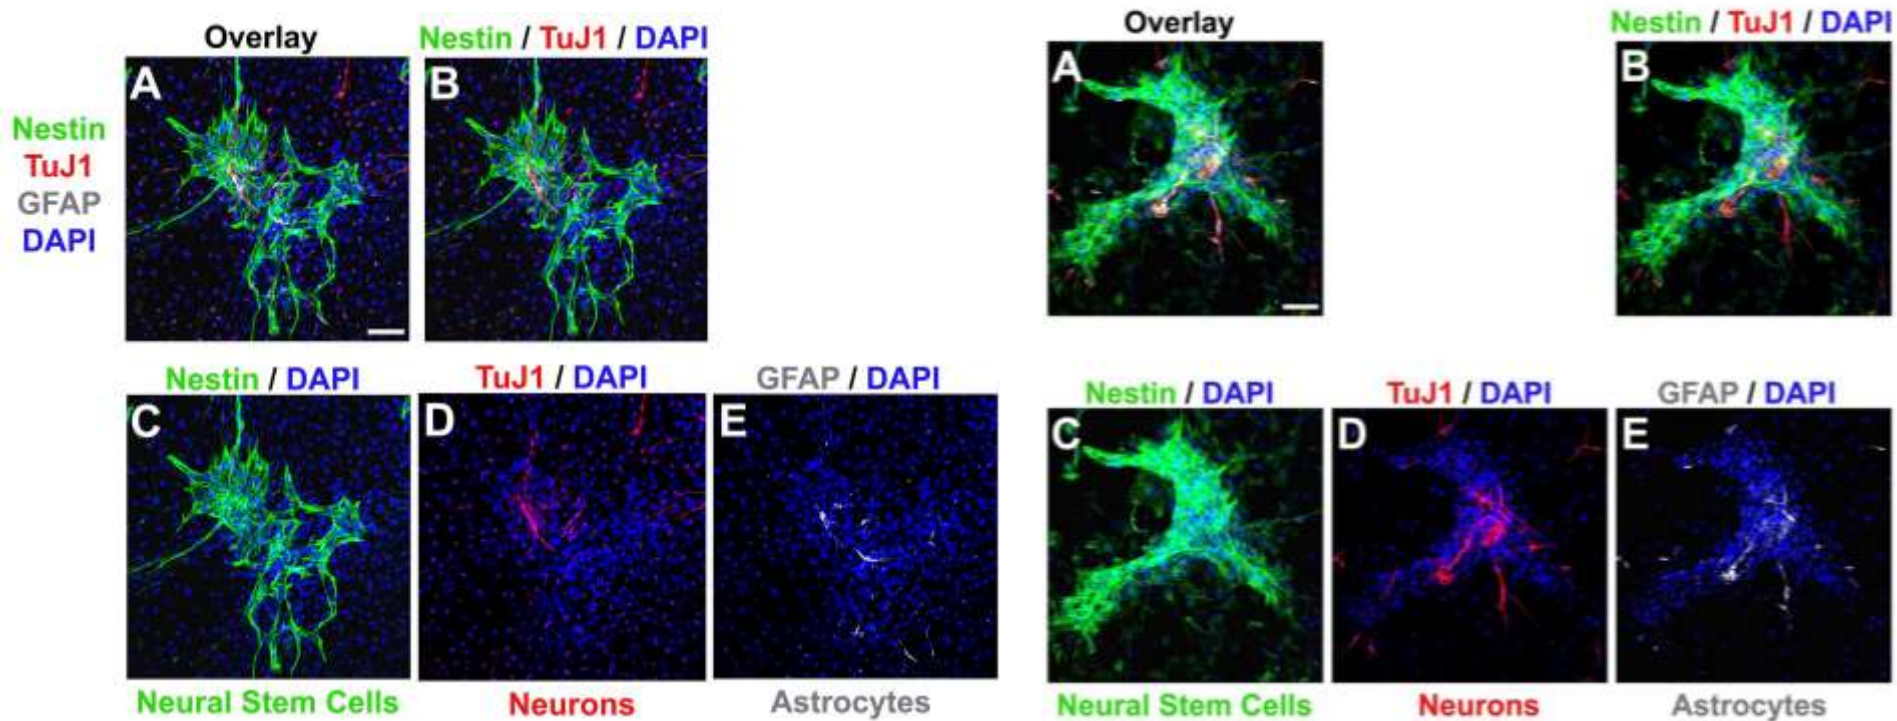 Overlay
Nestin / TuJ1 / DAPI
A
B
Nestin
TuJ1
GFAP
DAPI
Nestin / DAPI
TuJ1 / DAPI
GFAP / DAPI
C
D
E
Neural Stem Cells
Neurons
Astrocytes
Overlay
Nestin / TuJ1 / DAPI
A
B
Nestin / DAPI
TuJ1 / DAPI
GFAP / DAPI
C
D
E
Neural Stem Cells
Neurons
Astrocytes